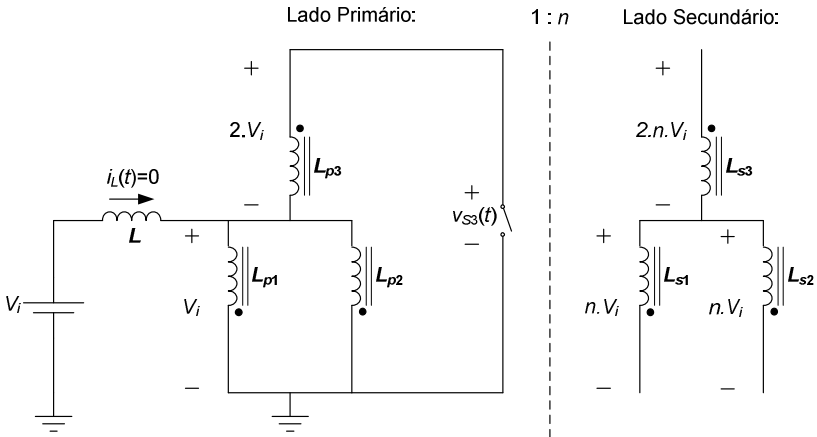 Lado Primário:
1 : n
Lado Secundário:
+
2.Vi
−
Lp3
+
2.n.Vi
−
Ls3
iL(t)=0
L
+
vS3(t)
−
Vi
+
Vi
−
Lp1
Lp2
+
n.Vi
−
Ls1
+
n.Vi
−
Ls2